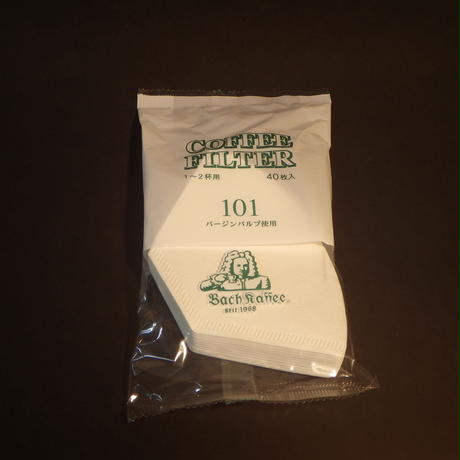 COFFEE
FILTER
1〜2杯用 40枚入
101
バージンパルプ使用
Bach Kaffee
SEIT 1968